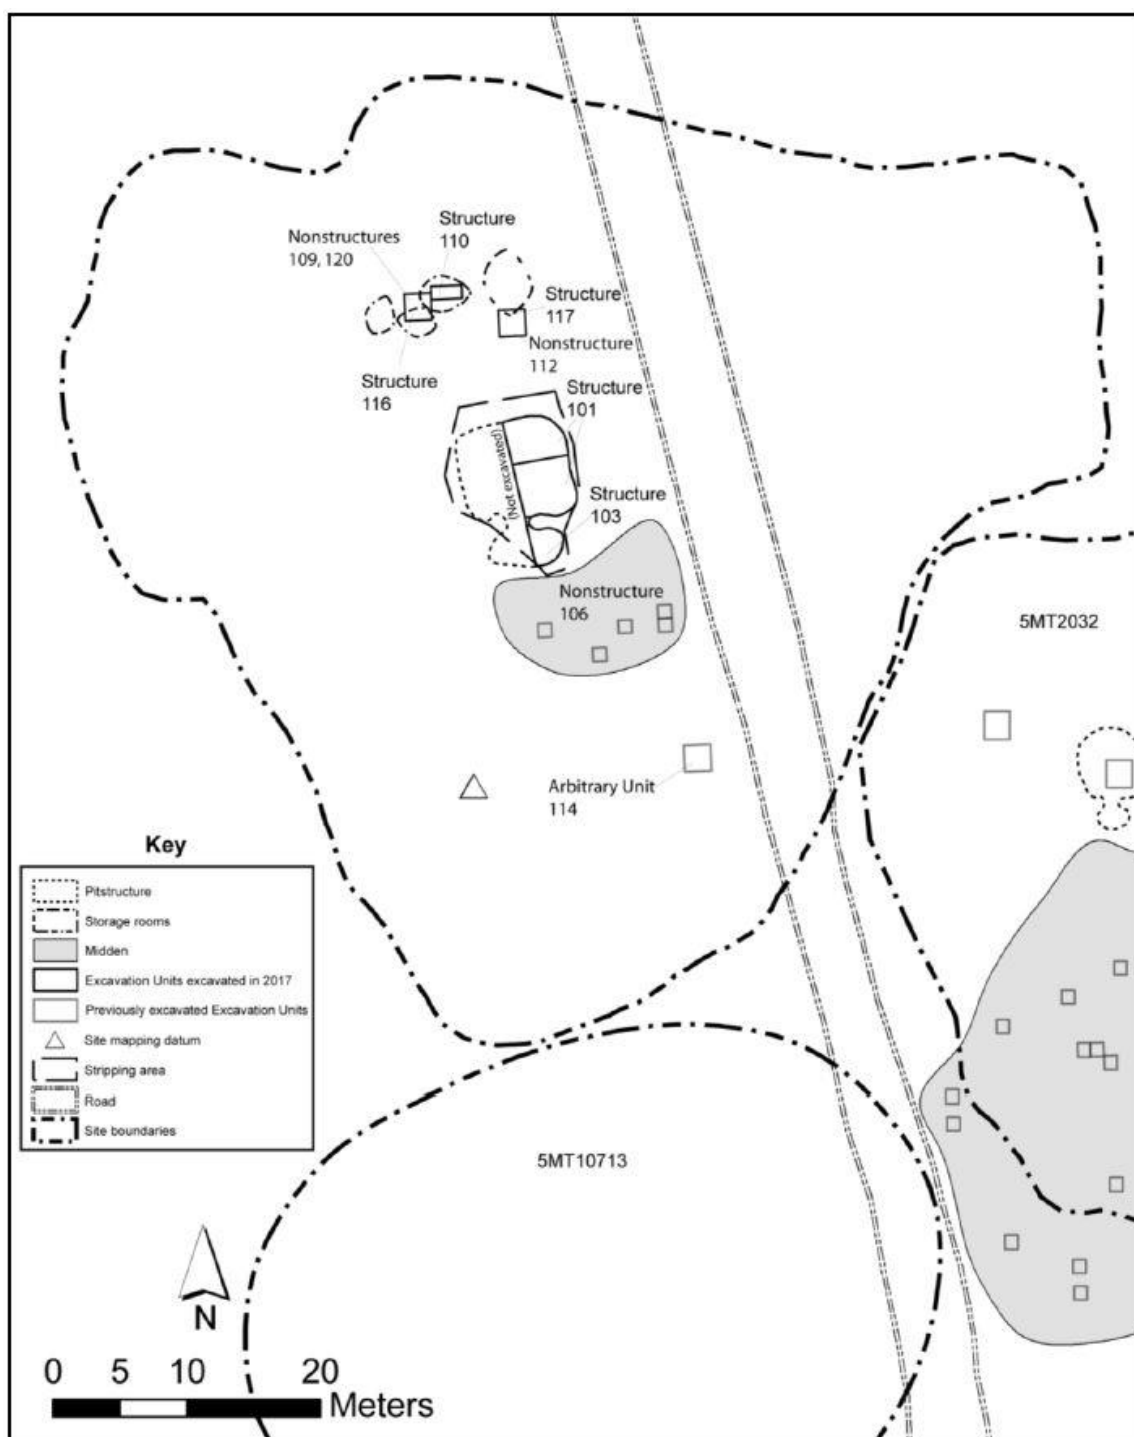 Structure
110
Nonstructures
109, 120
Structure
117
Nonstructure
112
Structure
116
Structure
101
(Not excavated)
Structure
103
Nonstructure
106
5MT2032
Arbitrary Unit
114
Key
Pitstructure
Storage rooms
Midden
Excavation Units excavated in 2017
Previously excavated Excavation Units
Site mapping datum
Stripping area
Road
Site boundaries
5MT10713
N
0 5 10 20
Meters